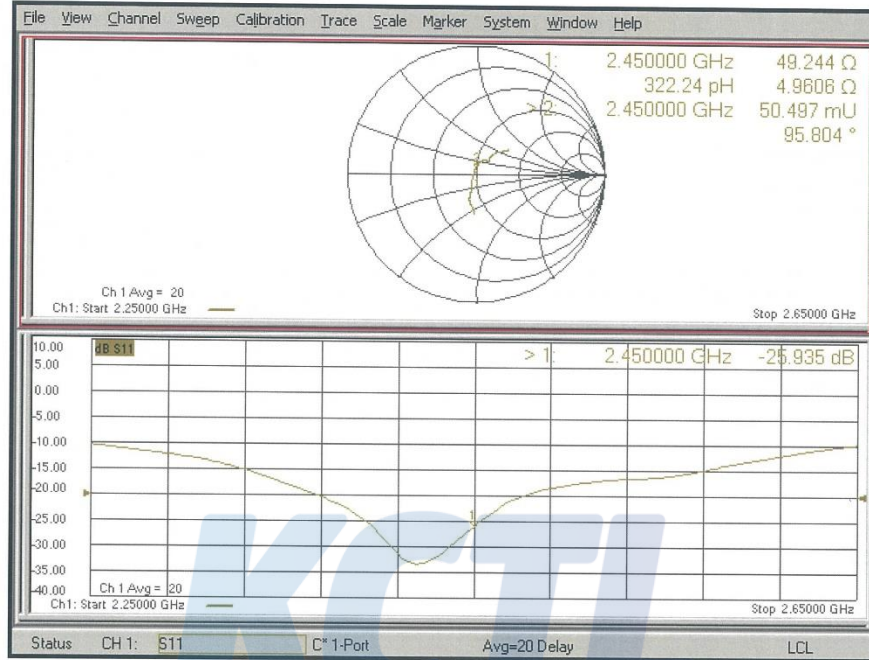 File View Channel Sweep Calibration Trace Scale Marker System Window Help
1: 2.450000 GHz 49.244 Ω
322.24 pH 4.9606 Ω
> 2: 2.450000 GHz 50.497 mU
95.804 °
Ch 1 Avg = 20
Ch1: Start 2.25000 GHz
Stop 2.65000 GHz
10.00 dB S11 > 1: 2.450000 GHz -25.935 dB
5.00
0.00
-5.00
-10.00
-15.00
-20.00
-25.00
1
-30.00
-35.00
-40.00 Ch 1 Avg = 20
Ch1: Start 2.25000 GHz
Stop 2.65000 GHz
KCTL
Status CH 1: S11 C* 1-Port Avg=20 Delay LCL